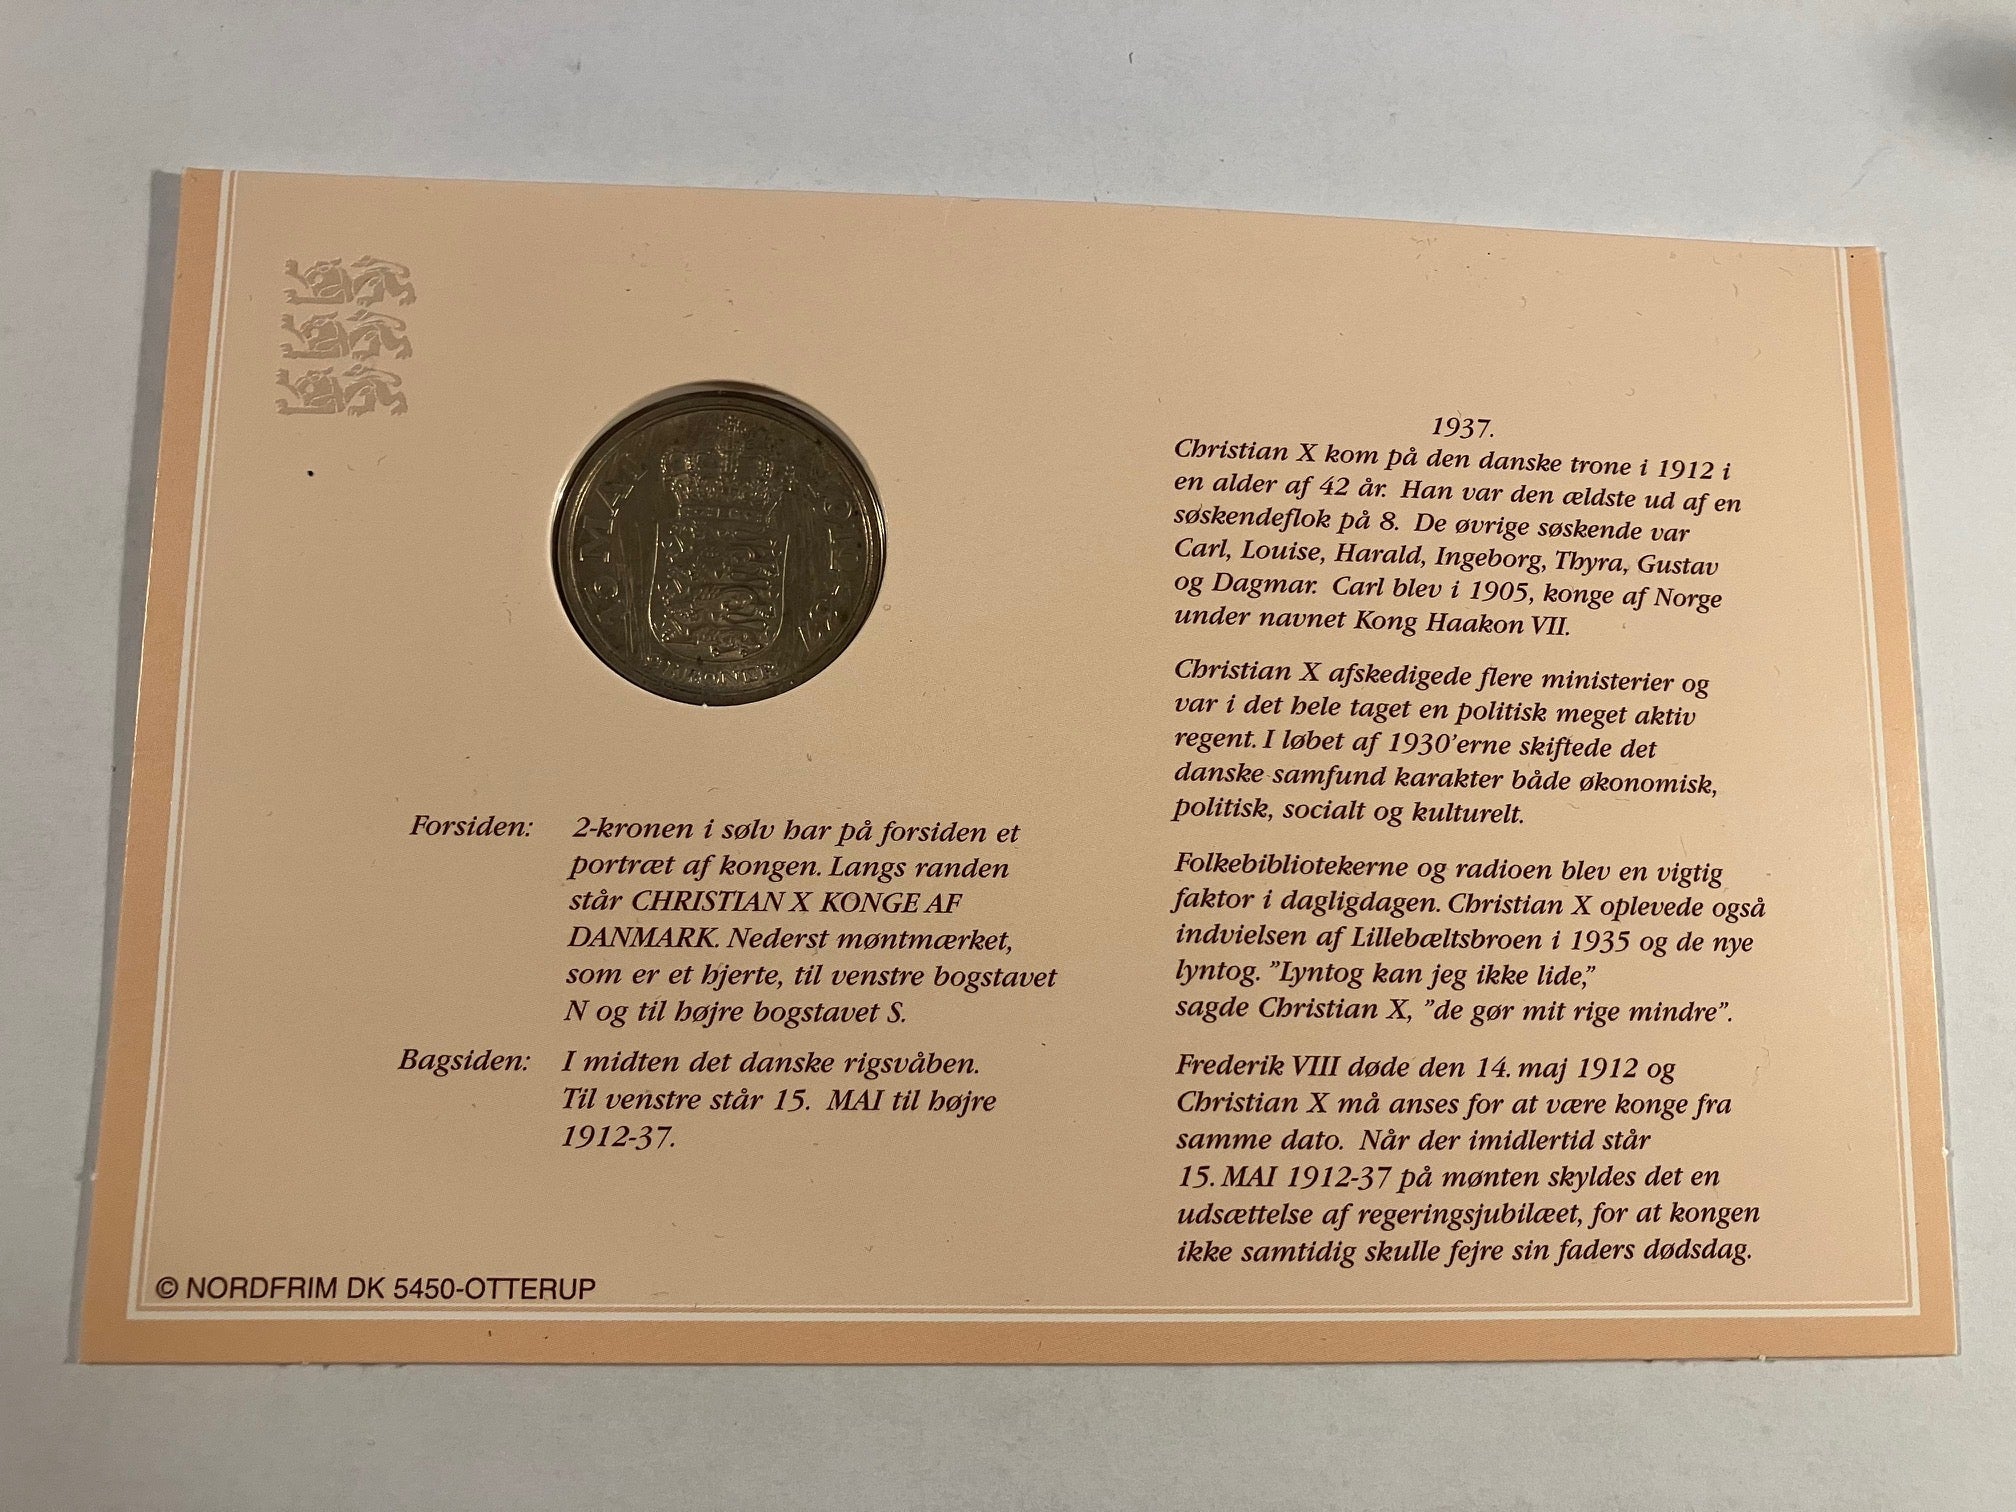 15 MAI
1912-37
2 KRONER
Forsiden: 2-kronen i sølv har på forsiden et
portræt af kongen. Langs randen
står CHRISTIAN X KONGE AF
DANMARK. Nederst møntmærket,
som er et hjerte, til venstre bogstavet
N og til højre bogstavet S.
Bagsiden: I midten det danske rigsvåben.
Til venstre står 15. MAI til højre
1912-37.
© NORDFRIM DK 5450-OTTERUP
1937.
Christian X kom på den danske trone i 1912 i
en alder af 42 år. Han var den ældste ud af en
søskendeflok på 8. De øvrige søskende var
Carl, Louise, Harald, Ingeborg, Thyra, Gustav
og Dagmar. Carl blev i 1905, konge af Norge
under navnet Kong Haakon VII.
Christian X afskedigede flere ministerier og
var i det hele taget en politisk meget aktiv
regent. I løbet af 1930'erne skiftede det
danske samfund karakter både økonomisk,
politisk, socialt og kulturelt.
Folkebibliotekerne og radioen blev en vigtig
faktor i dagligdagen. Christian X oplevede også
indvielsen af Lillebæltsbroen i 1935 og de nye
lyntog. ”Lyntog kan jeg ikke lide,”
sagde Christian X, ”de gør mit rige mindre”.
Frederik VIII døde den 14. maj 1912 og
Christian X må anses for at være konge fra
samme dato. Når der imidlertid står
15. MAI 1912-37 på mønten skyldes det en
udsættelse af regeringsjubilæet, for at kongen
ikke samtidig skulle fejre sin faders dødsdag.